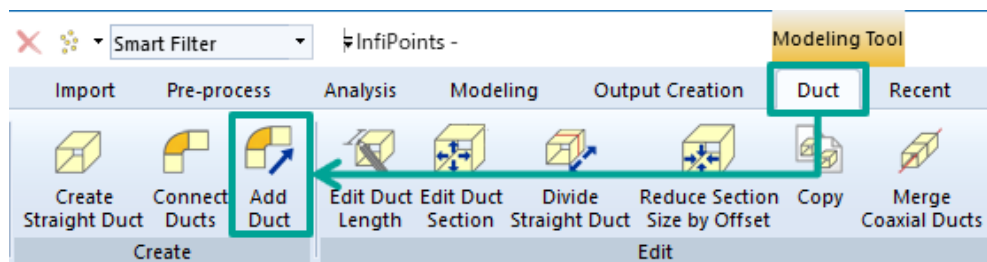 Smart Filter
InfiPoints -
Modeling Tool
Import Pre-process Analysis Modeling Output Creation Duct Recent
Create Connect Add Edit Duct Edit Duct Divide Reduce Section Copy Merge
Straight Duct Ducts Duct Length Section Straight Duct Size by Offset Coaxial Ducts
Create Edit